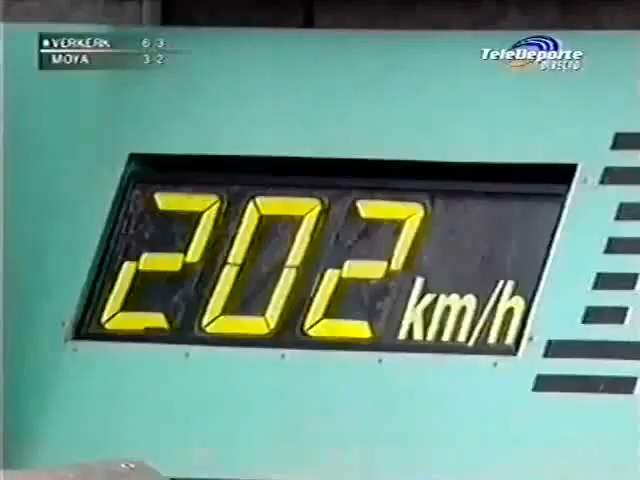 VERKERK 6 3
MOYA 3 2
TeleDeporte
DIRECTO
202 km/h